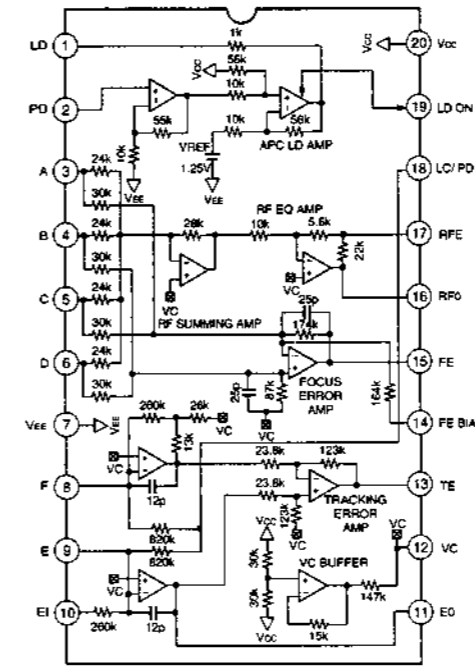 1k
LD 1
20 Vcc
Vcc
Vcc
56k
10k
PD 2
19 LD ON
55k
10k
56k
10k
VREF
APC LD AMP
1.25V
VEE
VEE
A 3
24k
18 LC/ PD
30k
RF EQ AMP
B 4
24k
28k
10k
5.6k
17 RFE
30k
22k
VC
VC
C 5
24k
16 RFO
25p
30k
RF SUMMING AMP
174k
D 6
24k
15 FE
30k
25p
87k
FOCUS
ERROR
AMP
164k
VEE 7
VEE
260k
26k
VC
VC
14 FE BIA
13k
VC
23.6k
123k
F 8
12p
13 TE
23.6k
TRACKING
ERROR
AMP
123k
820k
VC
VC
E 9
820k
Vcc
12 VC
VC
30k
VC BUFFER
30k
147k
EI 10
260k
12p
15k
11 EO
Vcc